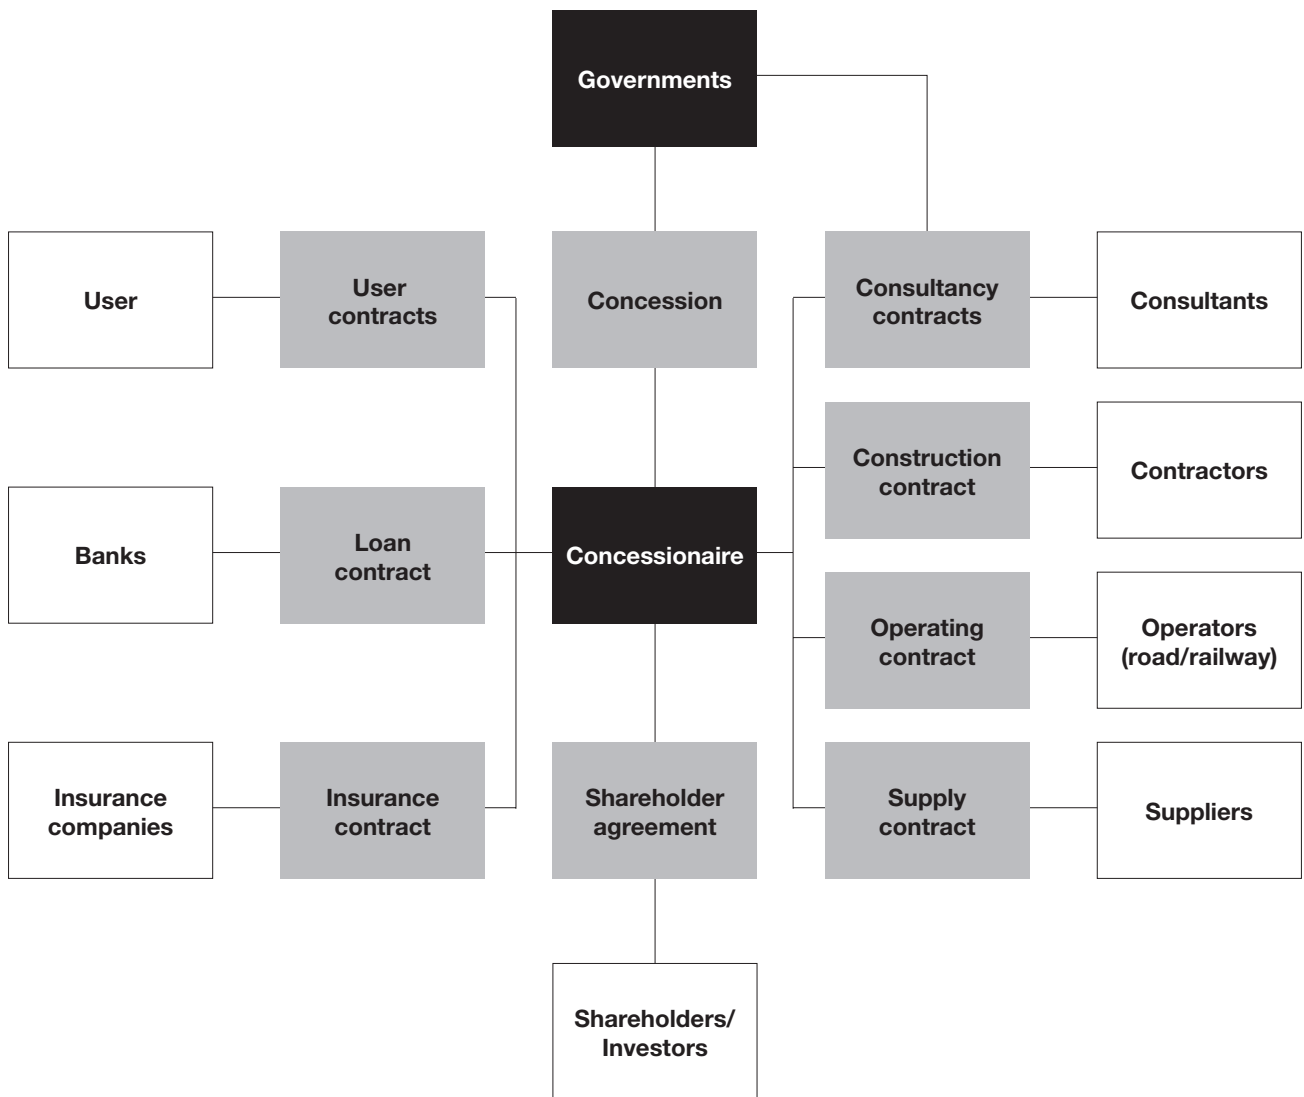 Governments
User
User
contracts
Concession
Consultancy
contracts
Consultants
Construction
contract
Contractors
Banks
Loan
contract
Concessionaire
Operating
contract
Operators
(road/railway)
Insurance
companies
Insurance
contract
Shareholder
agreement
Supply
contract
Suppliers
Shareholders/
Investors